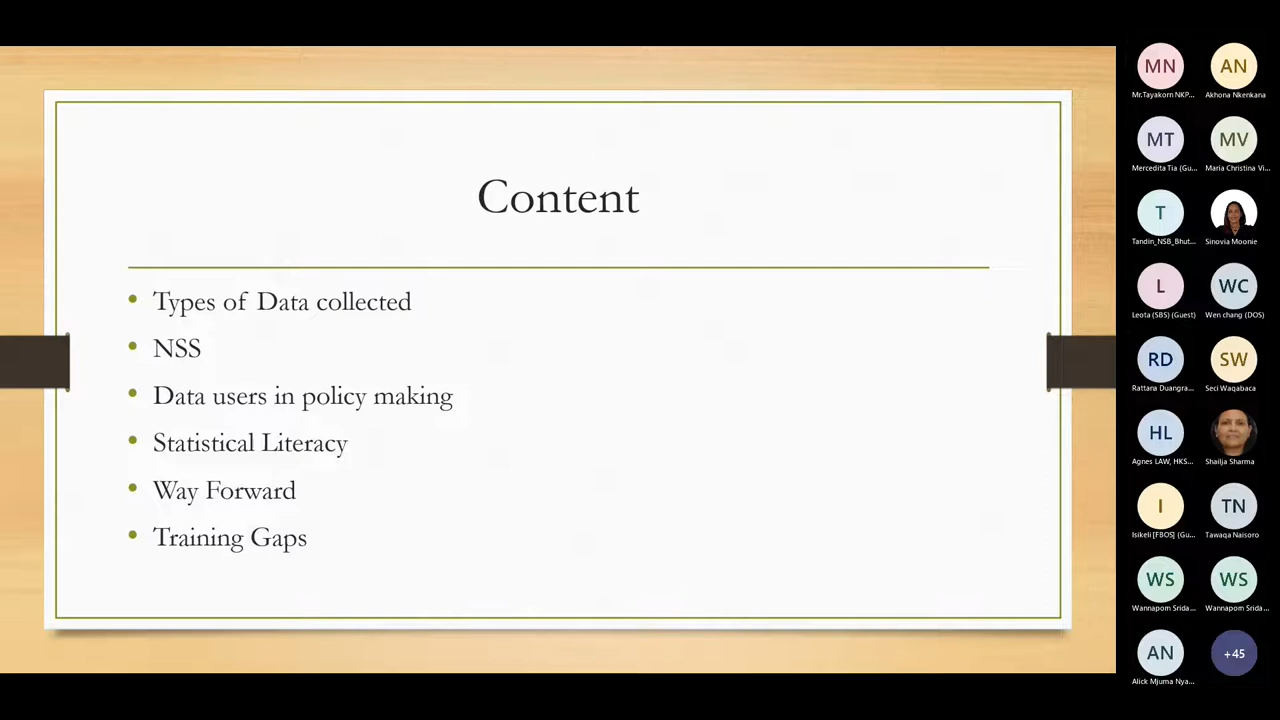 Content
• Types of Data collected
• NSS
• Data users in policy making
• Statistical Literacy
• Way Forward
• Training Gaps
MN
Mr.Tayakorn NKP...
AN
Akhona Nkenkana
MT
Mercedita Tia (Gu...
MV
Maria Christina Vi...
T
Tandin_NSB_Bhut...
Sinovia Moonie
L
Leota (SBS) (Guest)
WC
Wen chang (DOS)
RD
Rattana Duangra...
SW
Seci Waqabaca
HL
Agnes LAW, HKS...
Shailja Sharma
I
Isikeli [FBOS] (Gu...
TN
Tawaqa Naisoro
WS
Wannapom Srida...
WS
Wannapom Srida...
AN
Alick Mjuma Nya...
+45